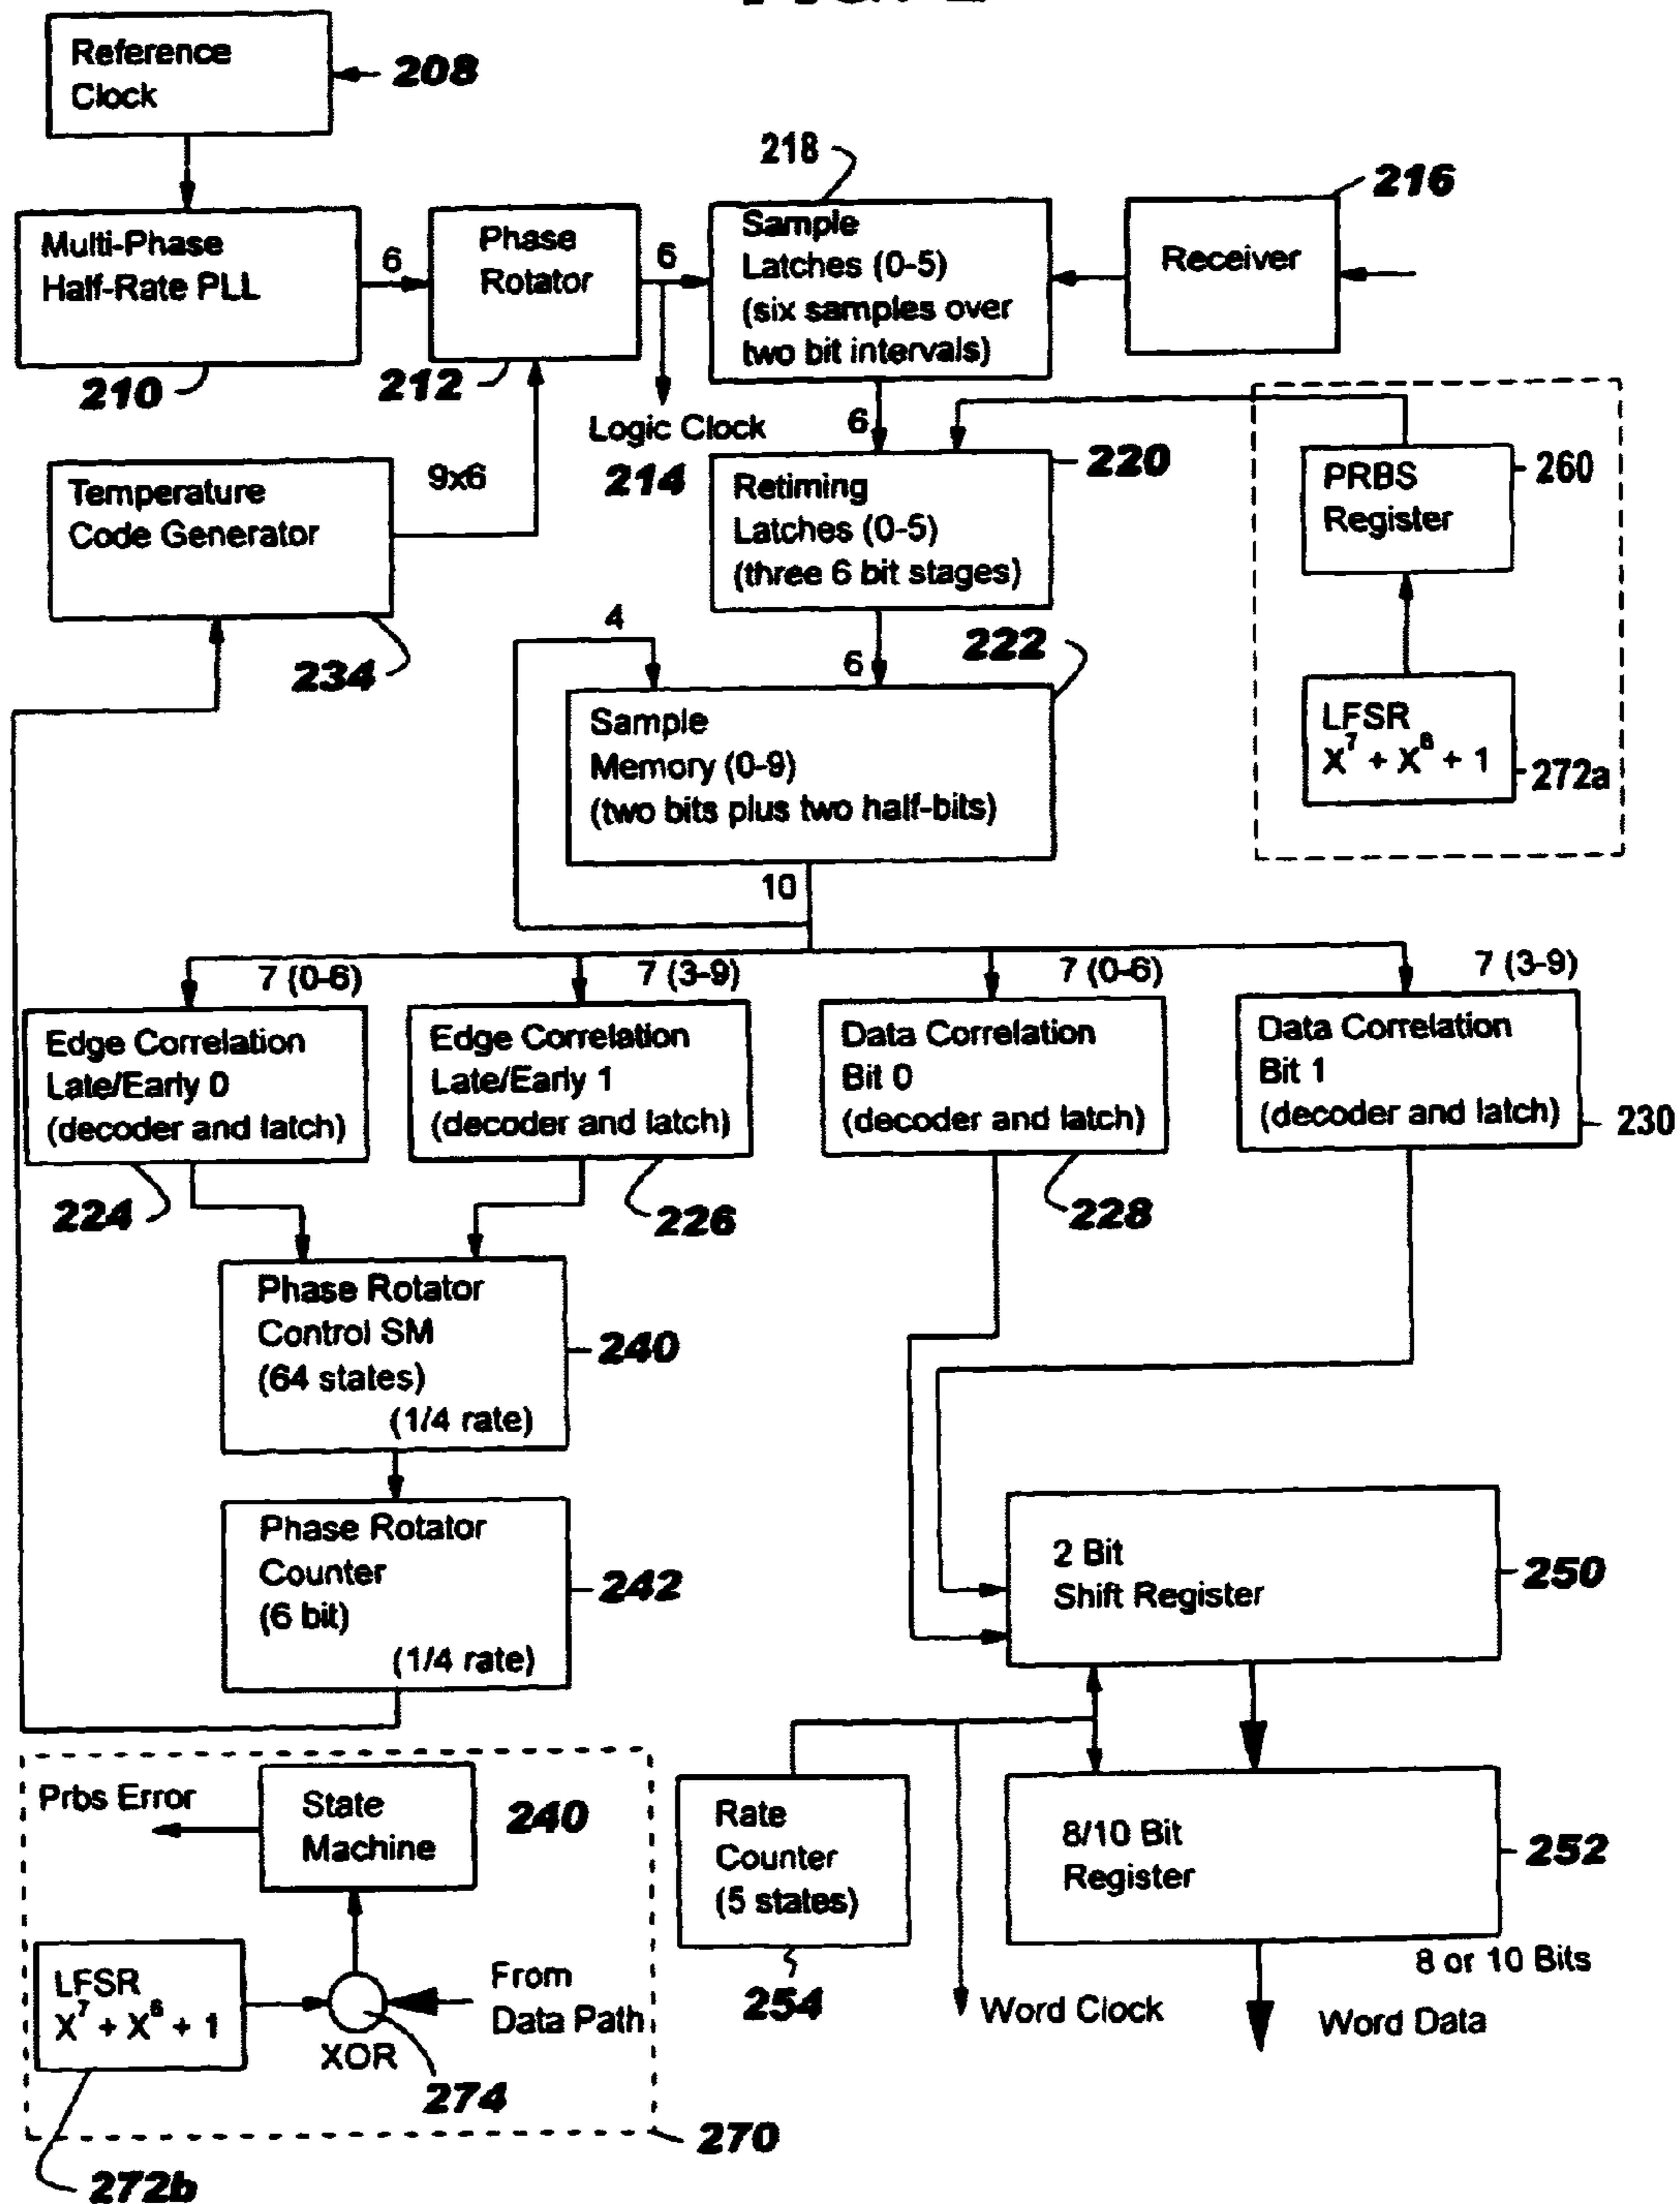 Reference
Clock
208
218
216
Multi-Phase
Half-Rate PLL
6
Phase
Rotator
6
Sample
Latches (0-5)
(six samples over
two bit intervals)
Receiver
210
212
Logic Clock
214
6
220
Temperature
Code Generator
9x6
Retiming
Latches (0-5)
(three 6 bit stages)
PRBS
Register
260
234
4
6
222
Sample
Memory (0-9)
(two bits plus two half-bits)
LFSR
X⁷ + X⁶ + 1
272a
10
7 (0-6)
7 (3-9)
7 (0-6)
7 (3-9)
Edge Correlation
Late/Early 0
(decoder and latch)
Edge Correlation
Late/Early 1
(decoder and latch)
Data Correlation
Bit 0
(decoder and latch)
Data Correlation
Bit 1
(decoder and latch)
230
224
226
228
Phase Rotator
Control SM
(64 states)
(1/4 rate)
240
Phase Rotator
Counter
(6 bit)
(1/4 rate)
242
2 Bit
Shift Register
250
Prbs Error
State
Machine
240
Rate
Counter
(5 states)
8/10 Bit
Register
252
LFSR
X⁷ + X⁶ + 1
XOR
From
Data Path
274
254
Word Clock
8 or 10 Bits
Word Data
270
272b